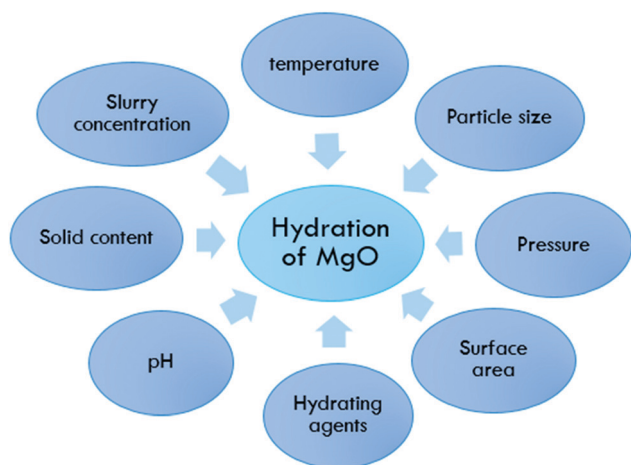 temperature
Slurry
concentration
Particle size
Hydration
of MgO
Solid content
Pressure
pH
Surface
area
Hydrating
agents